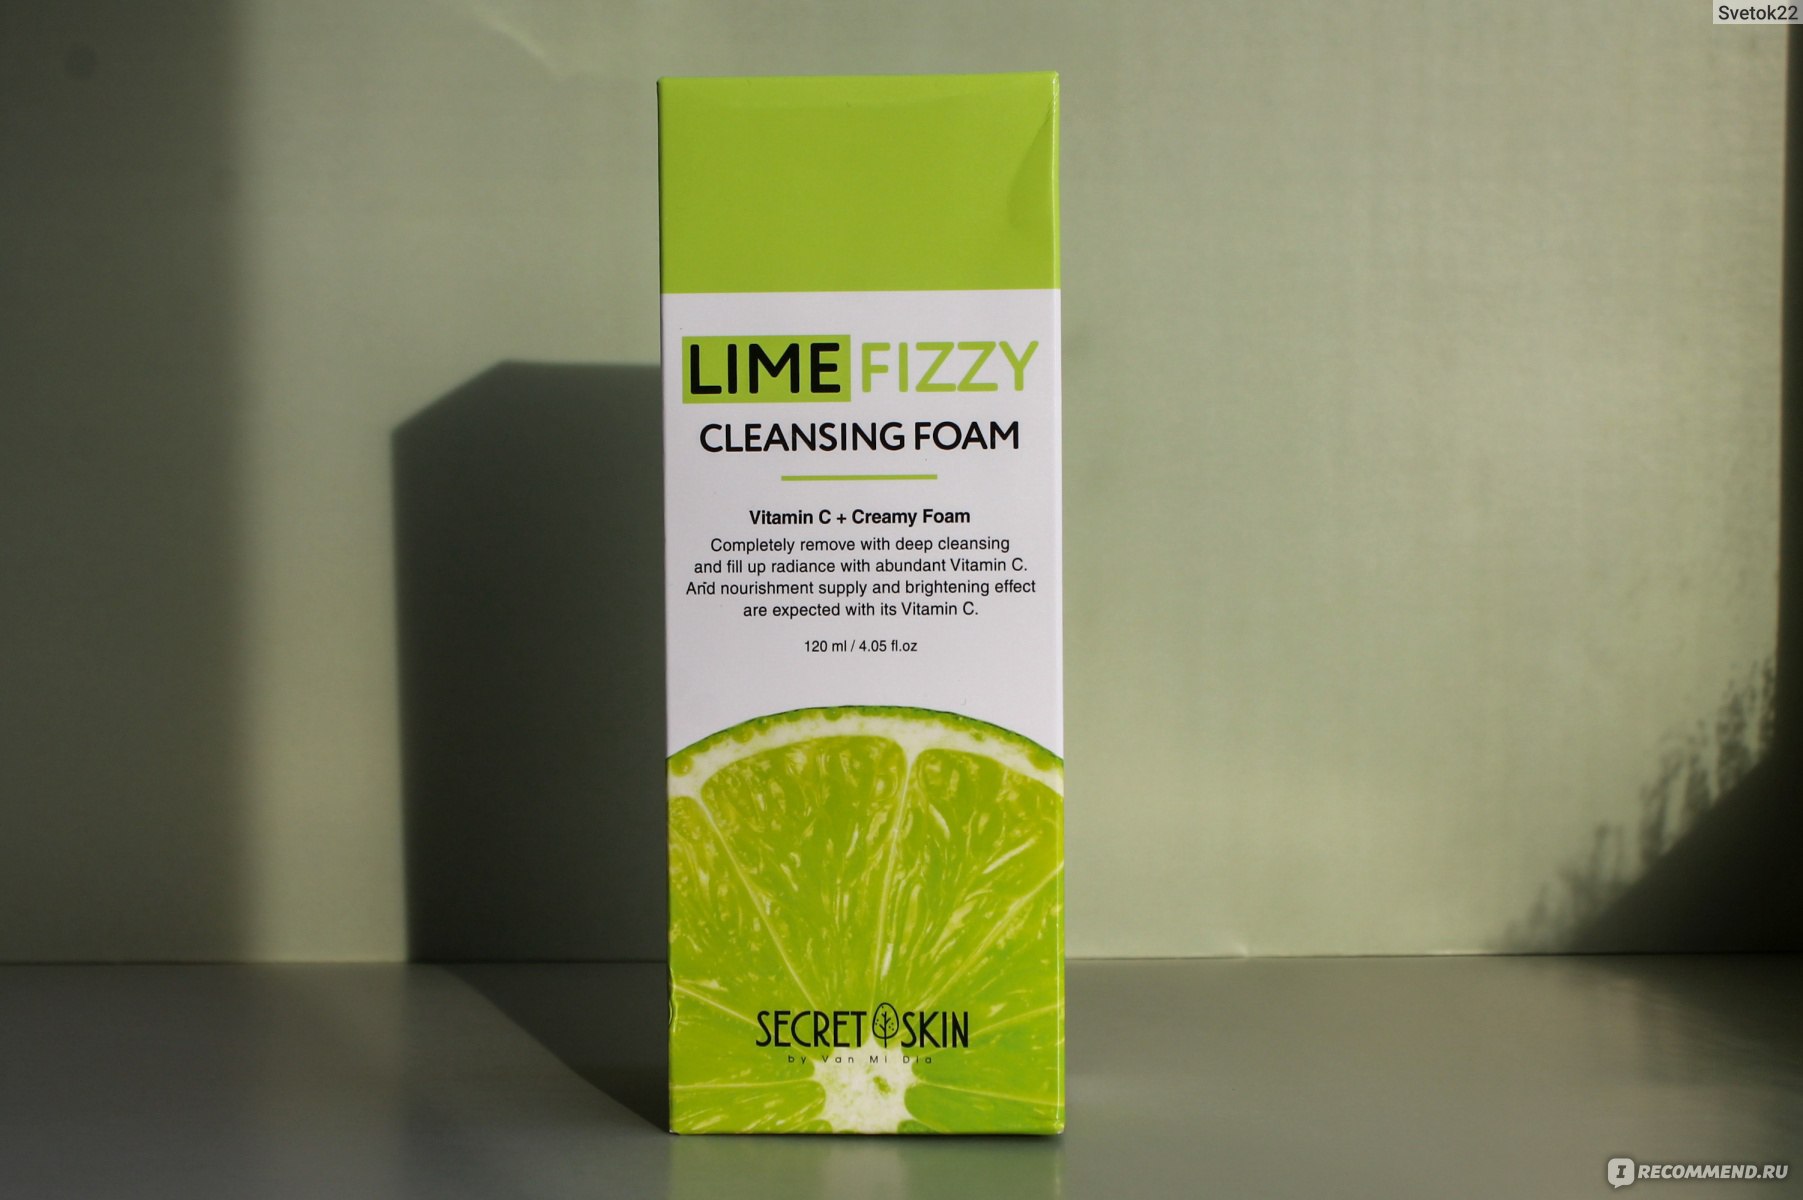 Svetok22
LIME FIZZY
CLEANSING FOAM
Vitamin C + Creamy Foam
Completely remove with deep cleansing
and fill up radiance with abundant Vitamin C.
And nourishment supply and brightening effect
are expected with its Vitamin C.
120 ml / 4.05 fl.oz
SECRET SKIN
by Van Mi Dia
I RECOMMEND.RU